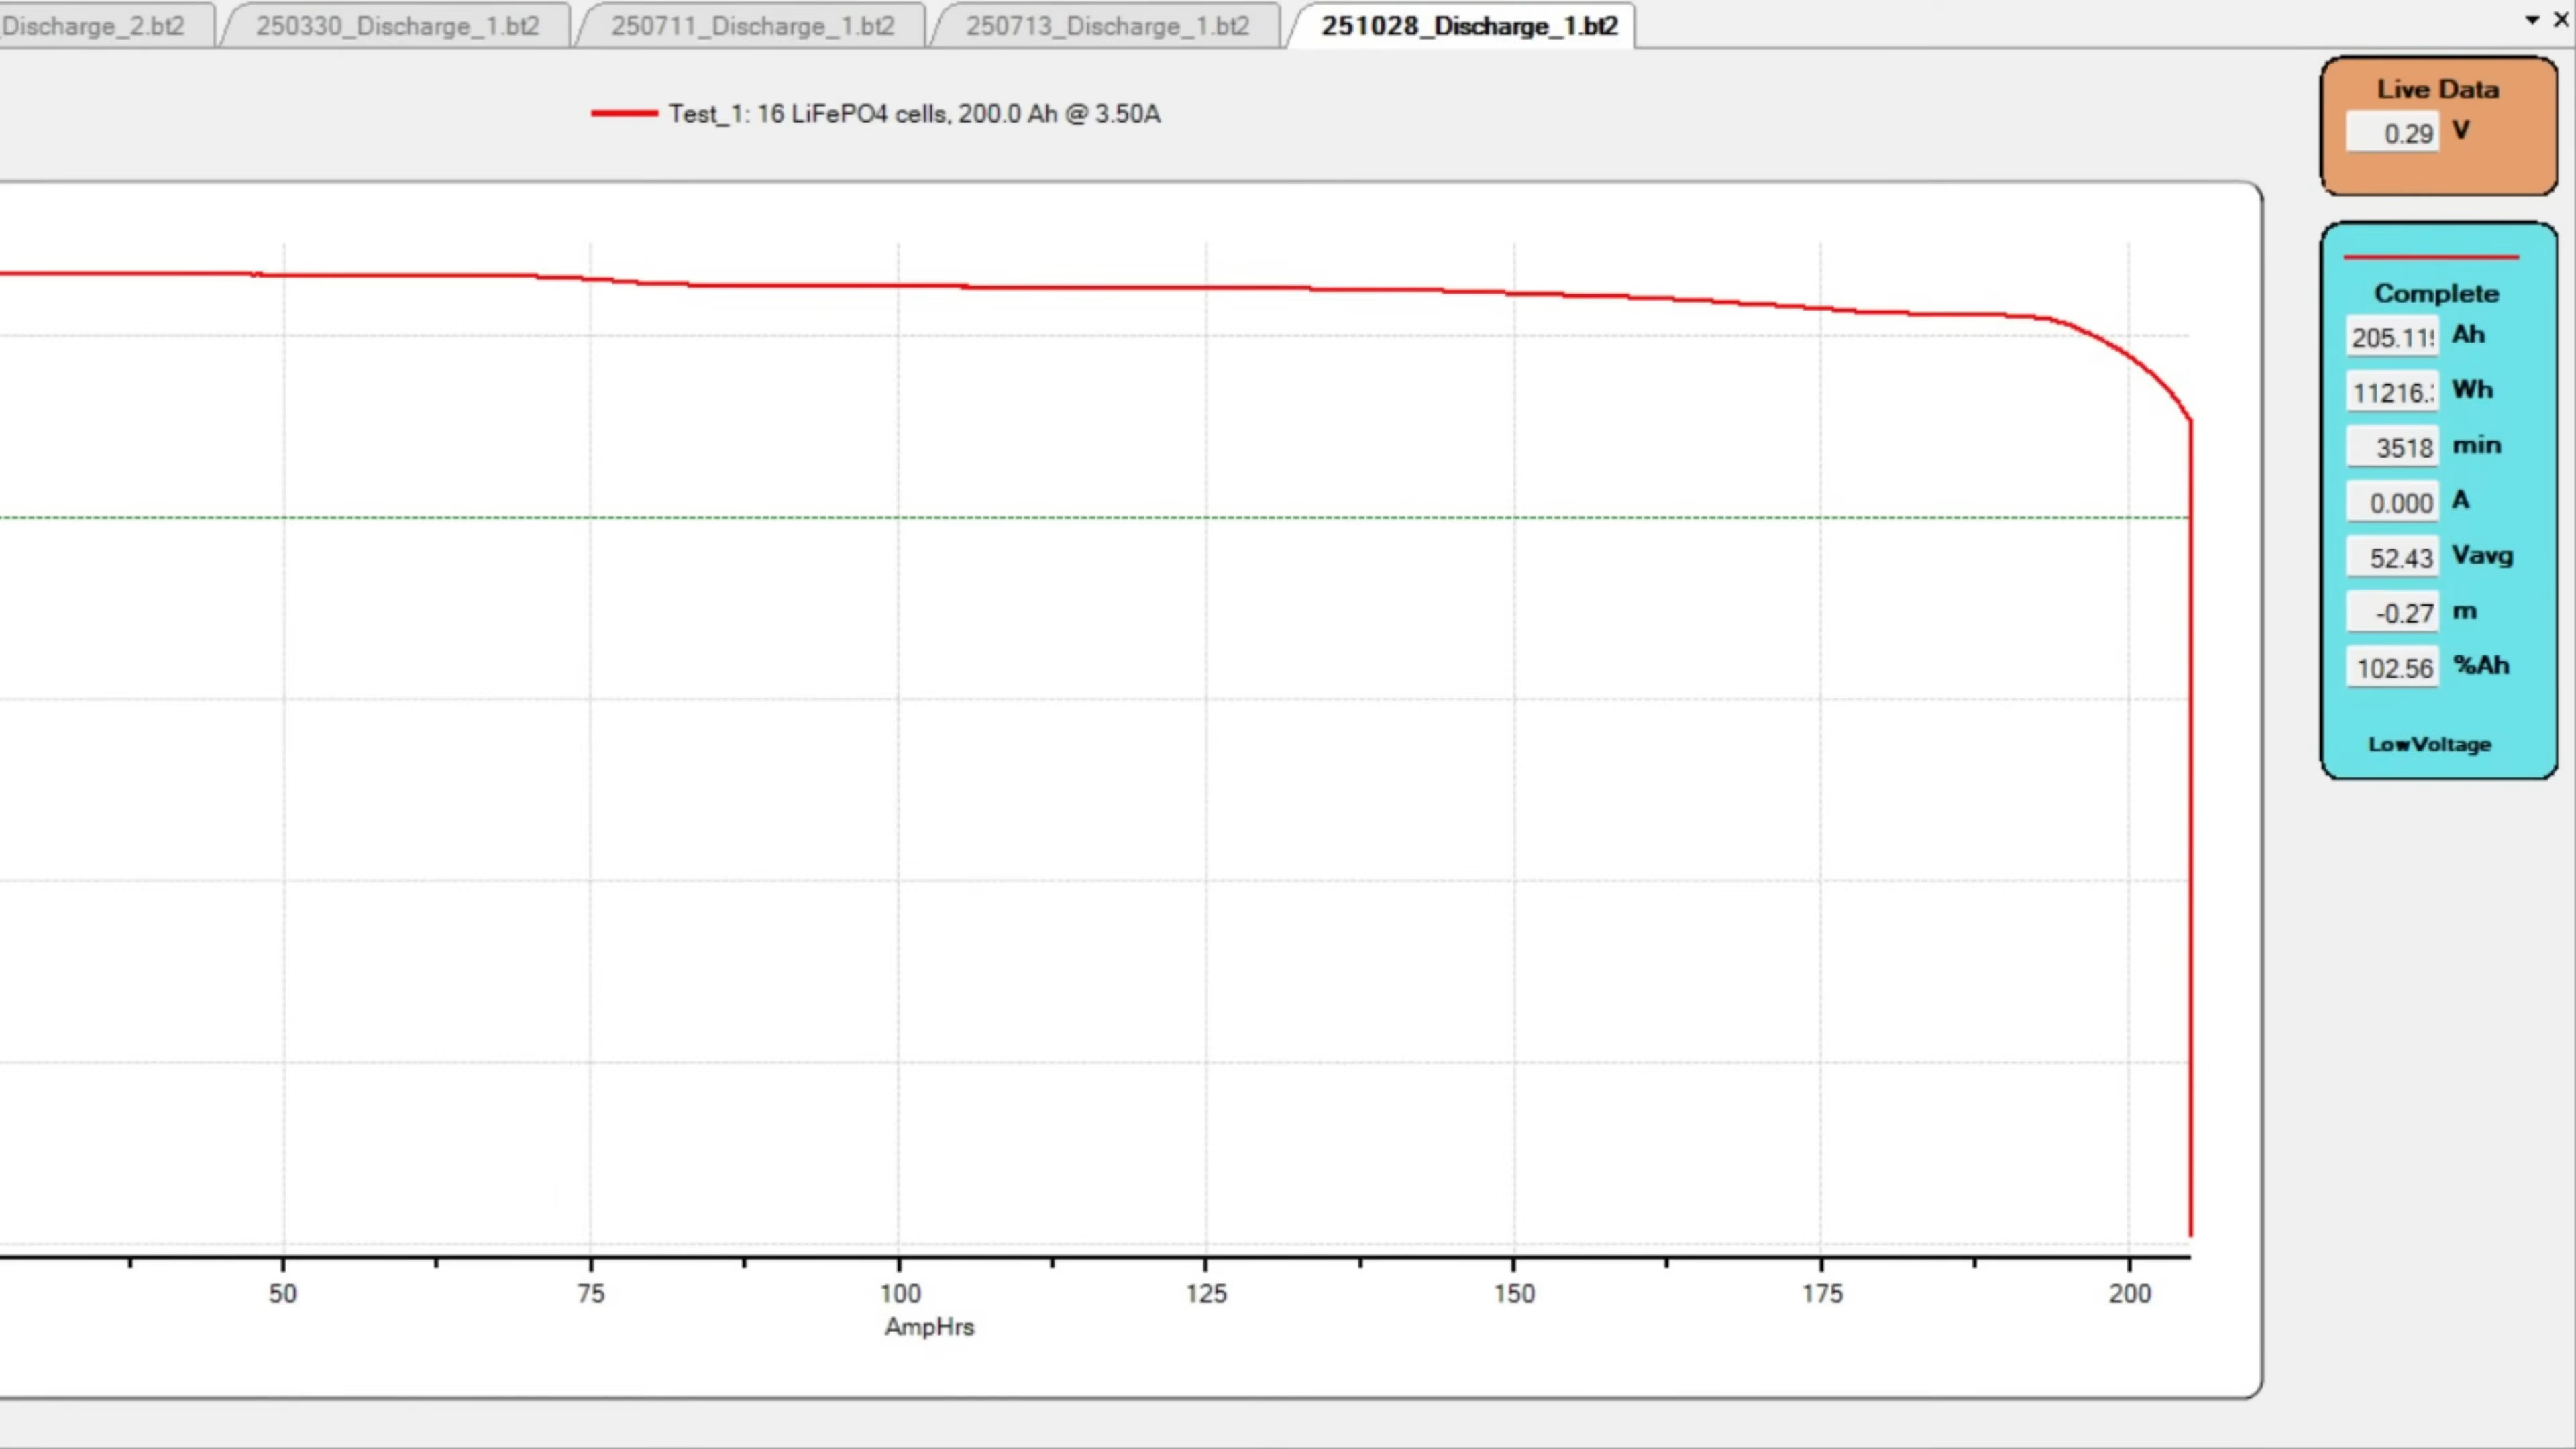 Discharge_2.bt2
250330_Discharge_1.bt2
250711_Discharge_1.bt2
250713_Discharge_1.bt2
251028_Discharge_1.bt2
Test_1: 16 LiFePO4 cells, 200.0 Ah @ 3.50A
Live Data
0.29 V
Complete
205.11 Ah
11216. Wh
3518 min
0.000 A
52.43 Vavg
-0.27 m
102.56 %Ah
LowVoltage
50 75 100 125 150 175 200
AmpHrs